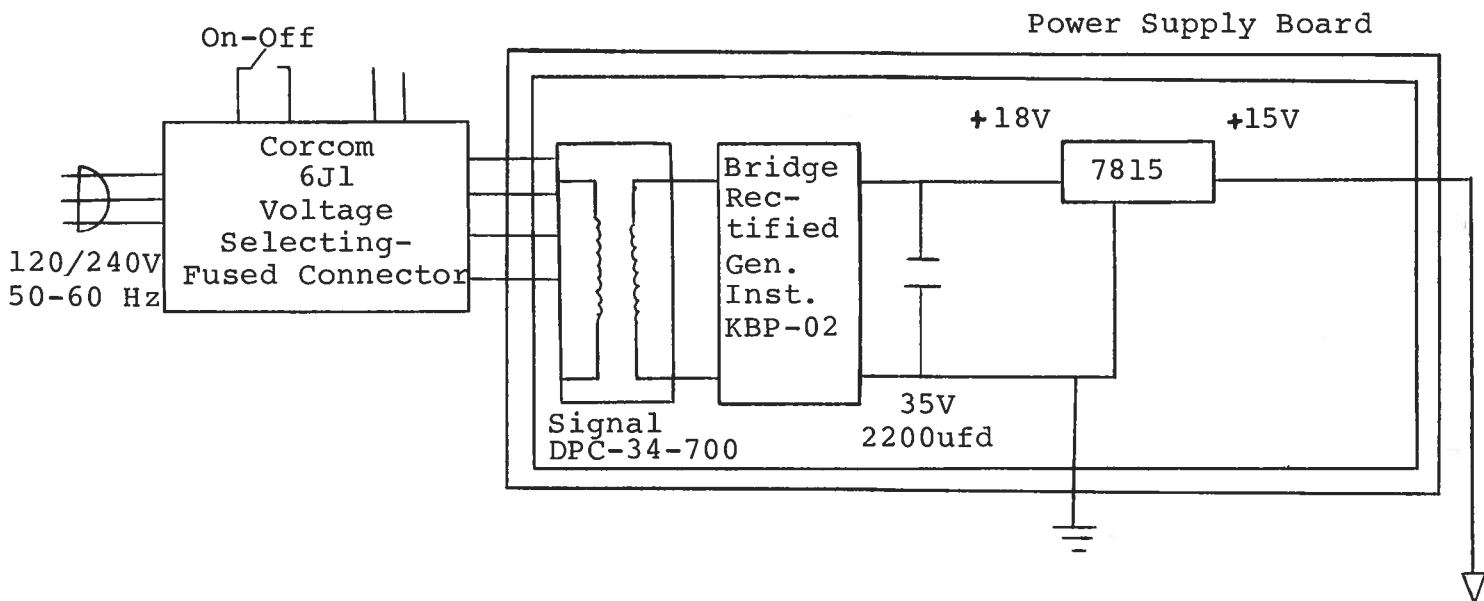 Power Supply Board
On-Off
Corcom
6J1
Voltage
Selecting-
Fused Connector
120/240V
50-60 Hz
Signal
DPC-34-700
Bridge
Rec-
tified
Gen.
Inst.
KBP-02
+18V
7815
+15V
35V
2200ufd